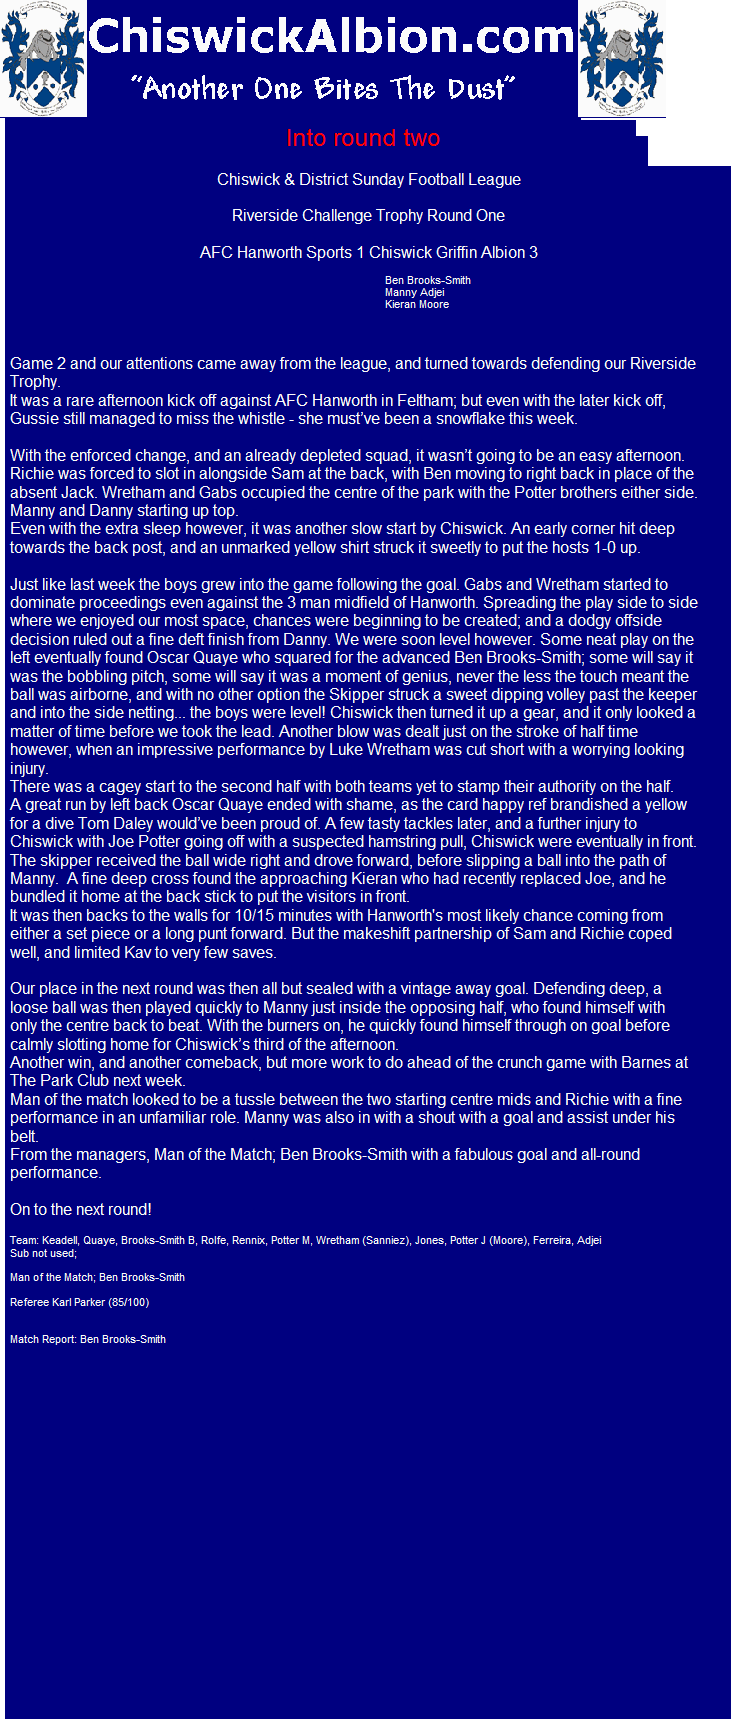 ChiswickAlbion.com
“Another One Bites The Dust”
Into round two
Chiswick & District Sunday Football League
Riverside Challenge Trophy Round One
AFC Hanworth Sports 1 Chiswick Griffin Albion 3
Ben Brooks-Smith
Manny Adjei
Kieran Moore
Game 2 and our attentions came away from the league, and turned towards defending our Riverside
Trophy.
It was a rare afternoon kick off against AFC Hanworth in Feltham; but even with the later kick off,
Gussie still managed to miss the whistle - she must’ve been a snowflake this week.
With the enforced change, and an already depleted squad, it wasn’t going to be an easy afternoon.
Richie was forced to slot in alongside Sam at the back, with Ben moving to right back in place of the
absent Jack. Wretham and Gabs occupied the centre of the park with the Potter brothers either side.
Manny and Danny starting up top.
Even with the extra sleep however, it was another slow start by Chiswick. An early corner hit deep
towards the back post, and an unmarked yellow shirt struck it sweetly to put the hosts 1-0 up.
Just like last week the boys grew into the game following the goal. Gabs and Wretham started to
dominate proceedings even against the 3 man midfield of Hanworth. Spreading the play side to side
where we enjoyed our most space, chances were beginning to be created; and a dodgy offside
decision ruled out a fine deft finish from Danny. We were soon level however. Some neat play on the
left eventually found Oscar Quaye who squared for the advanced Ben Brooks-Smith; some will say it
was the bobbling pitch, some will say it was a moment of genius, never the less the touch meant the
ball was airborne, and with no other option the Skipper struck a sweet dipping volley past the keeper
and into the side netting... the boys were level! Chiswick then turned it up a gear, and it only looked a
matter of time before we took the lead. Another blow was dealt just on the stroke of half time
however, when an impressive performance by Luke Wretham was cut short with a worrying looking
injury.
There was a cagey start to the second half with both teams yet to stamp their authority on the half.
A great run by left back Oscar Quaye ended with shame, as the card happy ref brandished a yellow
for a dive Tom Daley would’ve been proud of. A few tasty tackles later, and a further injury to
Chiswick with Joe Potter going off with a suspected hamstring pull, Chiswick were eventually in front.
The skipper received the ball wide right and drove forward, before slipping a ball into the path of
Manny.  A fine deep cross found the approaching Kieran who had recently replaced Joe, and he
bundled it home at the back stick to put the visitors in front.
It was then backs to the walls for 10/15 minutes with Hanworth's most likely chance coming from
either a set piece or a long punt forward. But the makeshift partnership of Sam and Richie coped
well, and limited Kav to very few saves.
Our place in the next round was then all but sealed with a vintage away goal. Defending deep, a
loose ball was then played quickly to Manny just inside the opposing half, who found himself with
only the centre back to beat. With the burners on, he quickly found himself through on goal before
calmly slotting home for Chiswick’s third of the afternoon.
Another win, and another comeback, but more work to do ahead of the crunch game with Barnes at
The Park Club next week.
Man of the match looked to be a tussle between the two starting centre mids and Richie with a fine
performance in an unfamiliar role. Manny was also in with a shout with a goal and assist under his
belt.
From the managers, Man of the Match; Ben Brooks-Smith with a fabulous goal and all-round
performance.
On to the next round!
Team: Keadell, Quaye, Brooks-Smith B, Rolfe, Rennix, Potter M, Wretham (Sanniez), Jones, Potter J (Moore), Ferreira, Adjei
Sub not used;
Man of the Match; Ben Brooks-Smith
Referee Karl Parker (85/100)
Match Report: Ben Brooks-Smith